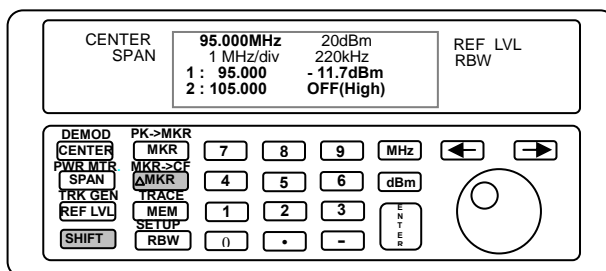 CENTER 95.000MHz 20dBm REF LVL
SPAN 1 MHz/div 220kHz RBW
1 : 95.000 - 11.7dBm
2 : 105.000 OFF(High)
DEMOD PK->MKR
CENTER MKR 7 8 9 MHz
PWR MTR. MKR->CF
SPAN △MKR 4 5 6 dBm
TRK GEN TRACE
REF LVL MEM 1 2 3 ENTER
SETUP
SHIFT RBW 0 • -